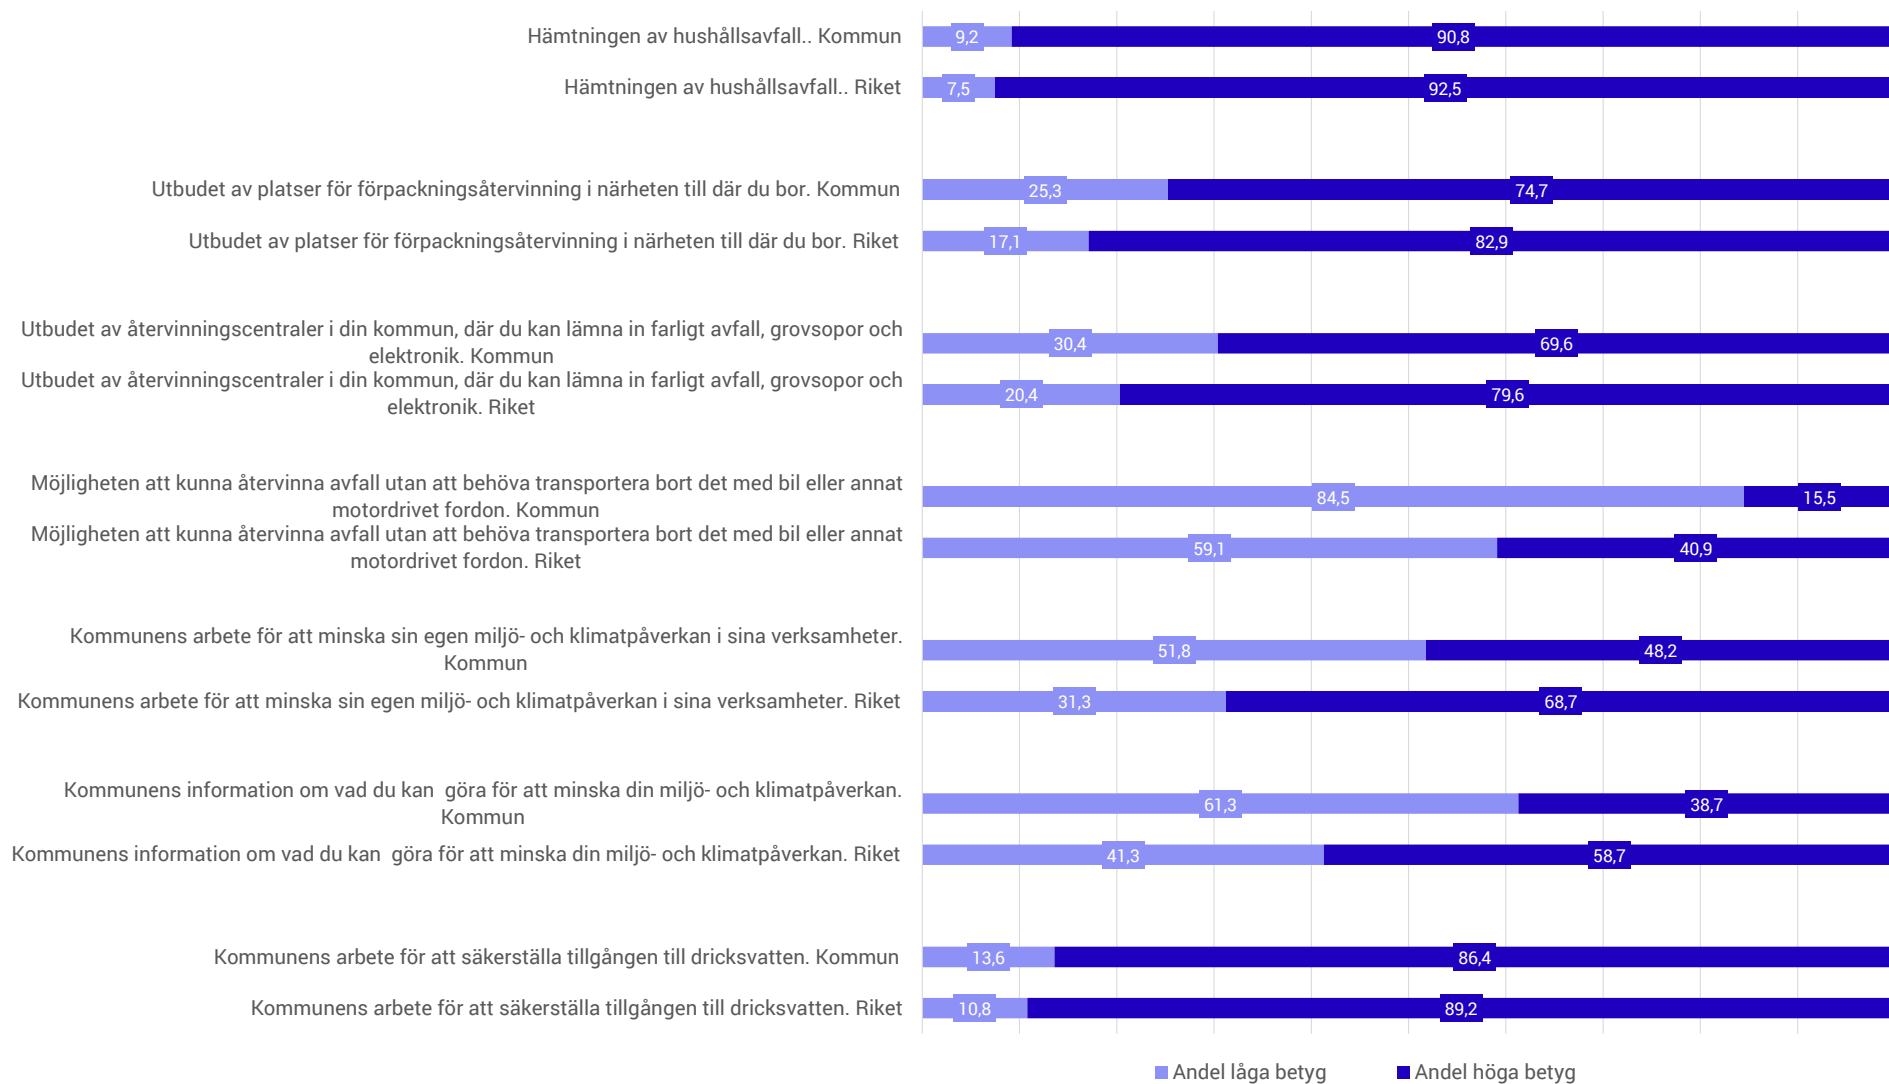 Hämtningen av hushållsavfall.. Kommun 9,2 90,8
Hämtningen av hushållsavfall.. Riket 7,5 92,5
Utbudet av platser för förpackningsåtervinning i närheten till där du bor. Kommun 25,3 74,7
Utbudet av platser för förpackningsåtervinning i närheten till där du bor. Riket 17,1 82,9
Utbudet av återvinningscentraler i din kommun, där du kan lämna in farligt avfall, grovsopor och
elektronik. Kommun 30,4 69,6
Utbudet av återvinningscentraler i din kommun, där du kan lämna in farligt avfall, grovsopor och
elektronik. Riket 20,4 79,6
Möjligheten att kunna återvinna avfall utan att behöva transportera bort det med bil eller annat
motordrivet fordon. Kommun 84,5 15,5
Möjligheten att kunna återvinna avfall utan att behöva transportera bort det med bil eller annat
motordrivet fordon. Riket 59,1 40,9
Kommunens arbete för att minska sin egen miljö- och klimatpåverkan i sina verksamheter.
Kommun 51,8 48,2
Kommunens arbete för att minska sin egen miljö- och klimatpåverkan i sina verksamheter. Riket 31,3 68,7
Kommunens information om vad du kan  göra för att minska din miljö- och klimatpåverkan.
Kommun 61,3 38,7
Kommunens information om vad du kan  göra för att minska din miljö- och klimatpåverkan. Riket 41,3 58,7
Kommunens arbete för att säkerställa tillgången till dricksvatten. Kommun 13,6 86,4
Kommunens arbete för att säkerställa tillgången till dricksvatten. Riket 10,8 89,2
Andel låga betyg Andel höga betyg